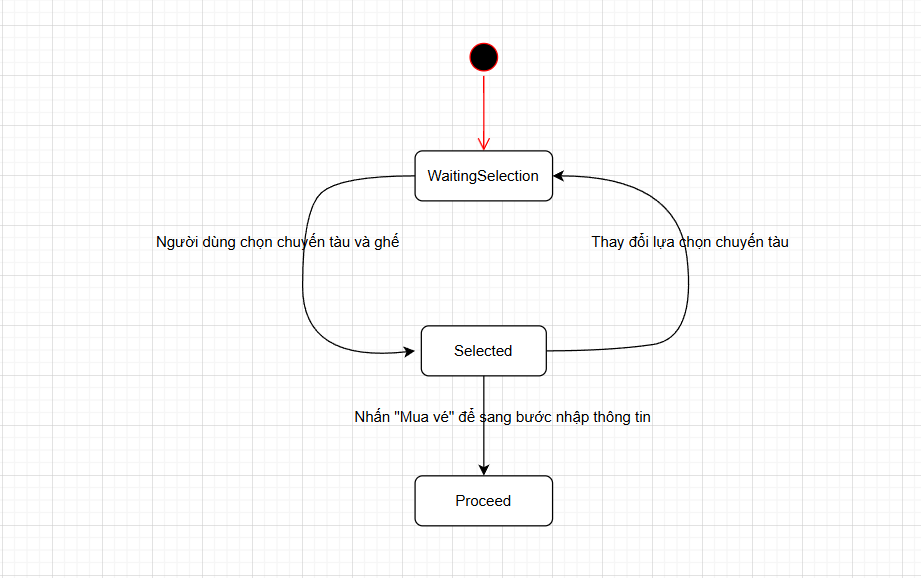 WaitingSelection
Người dùng chọn chuyến tàu và ghế
Thay đổi lựa chọn chuyến tàu
Selected
Nhấn "Mua vé" để sang bước nhập thông tin
Proceed